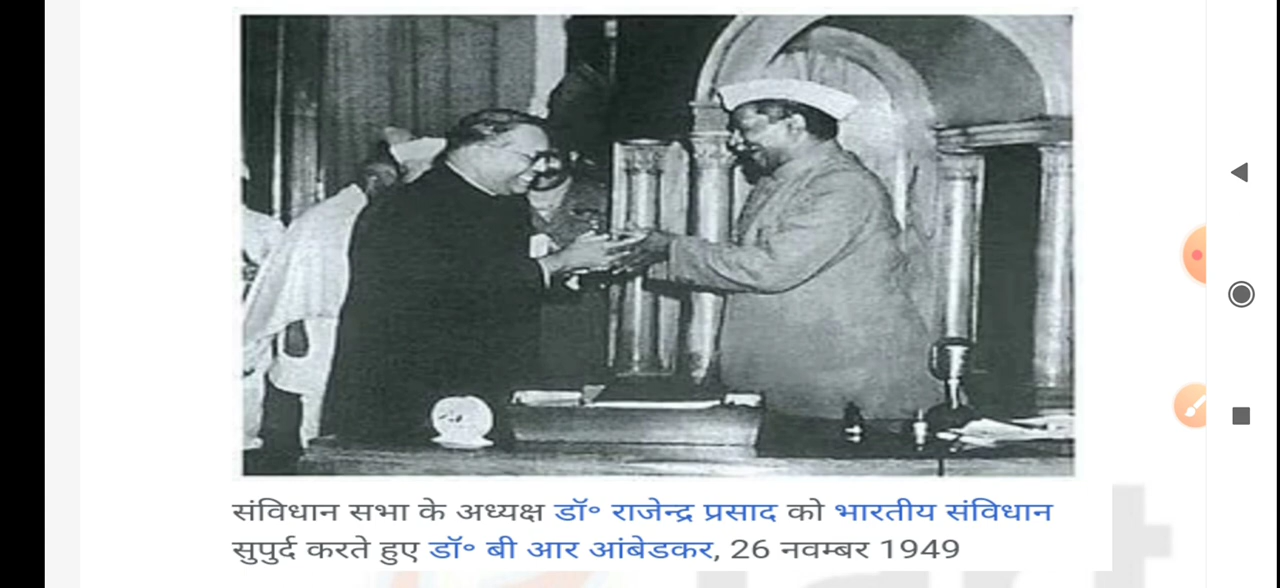 संविधान सभा के अध्यक्ष डॉ॰ राजेन्द्र प्रसाद को भारतीय संविधान
सुपुर्द करते हुए डॉ॰ बी आर आंबेडकर, 26 नवम्बर 1949